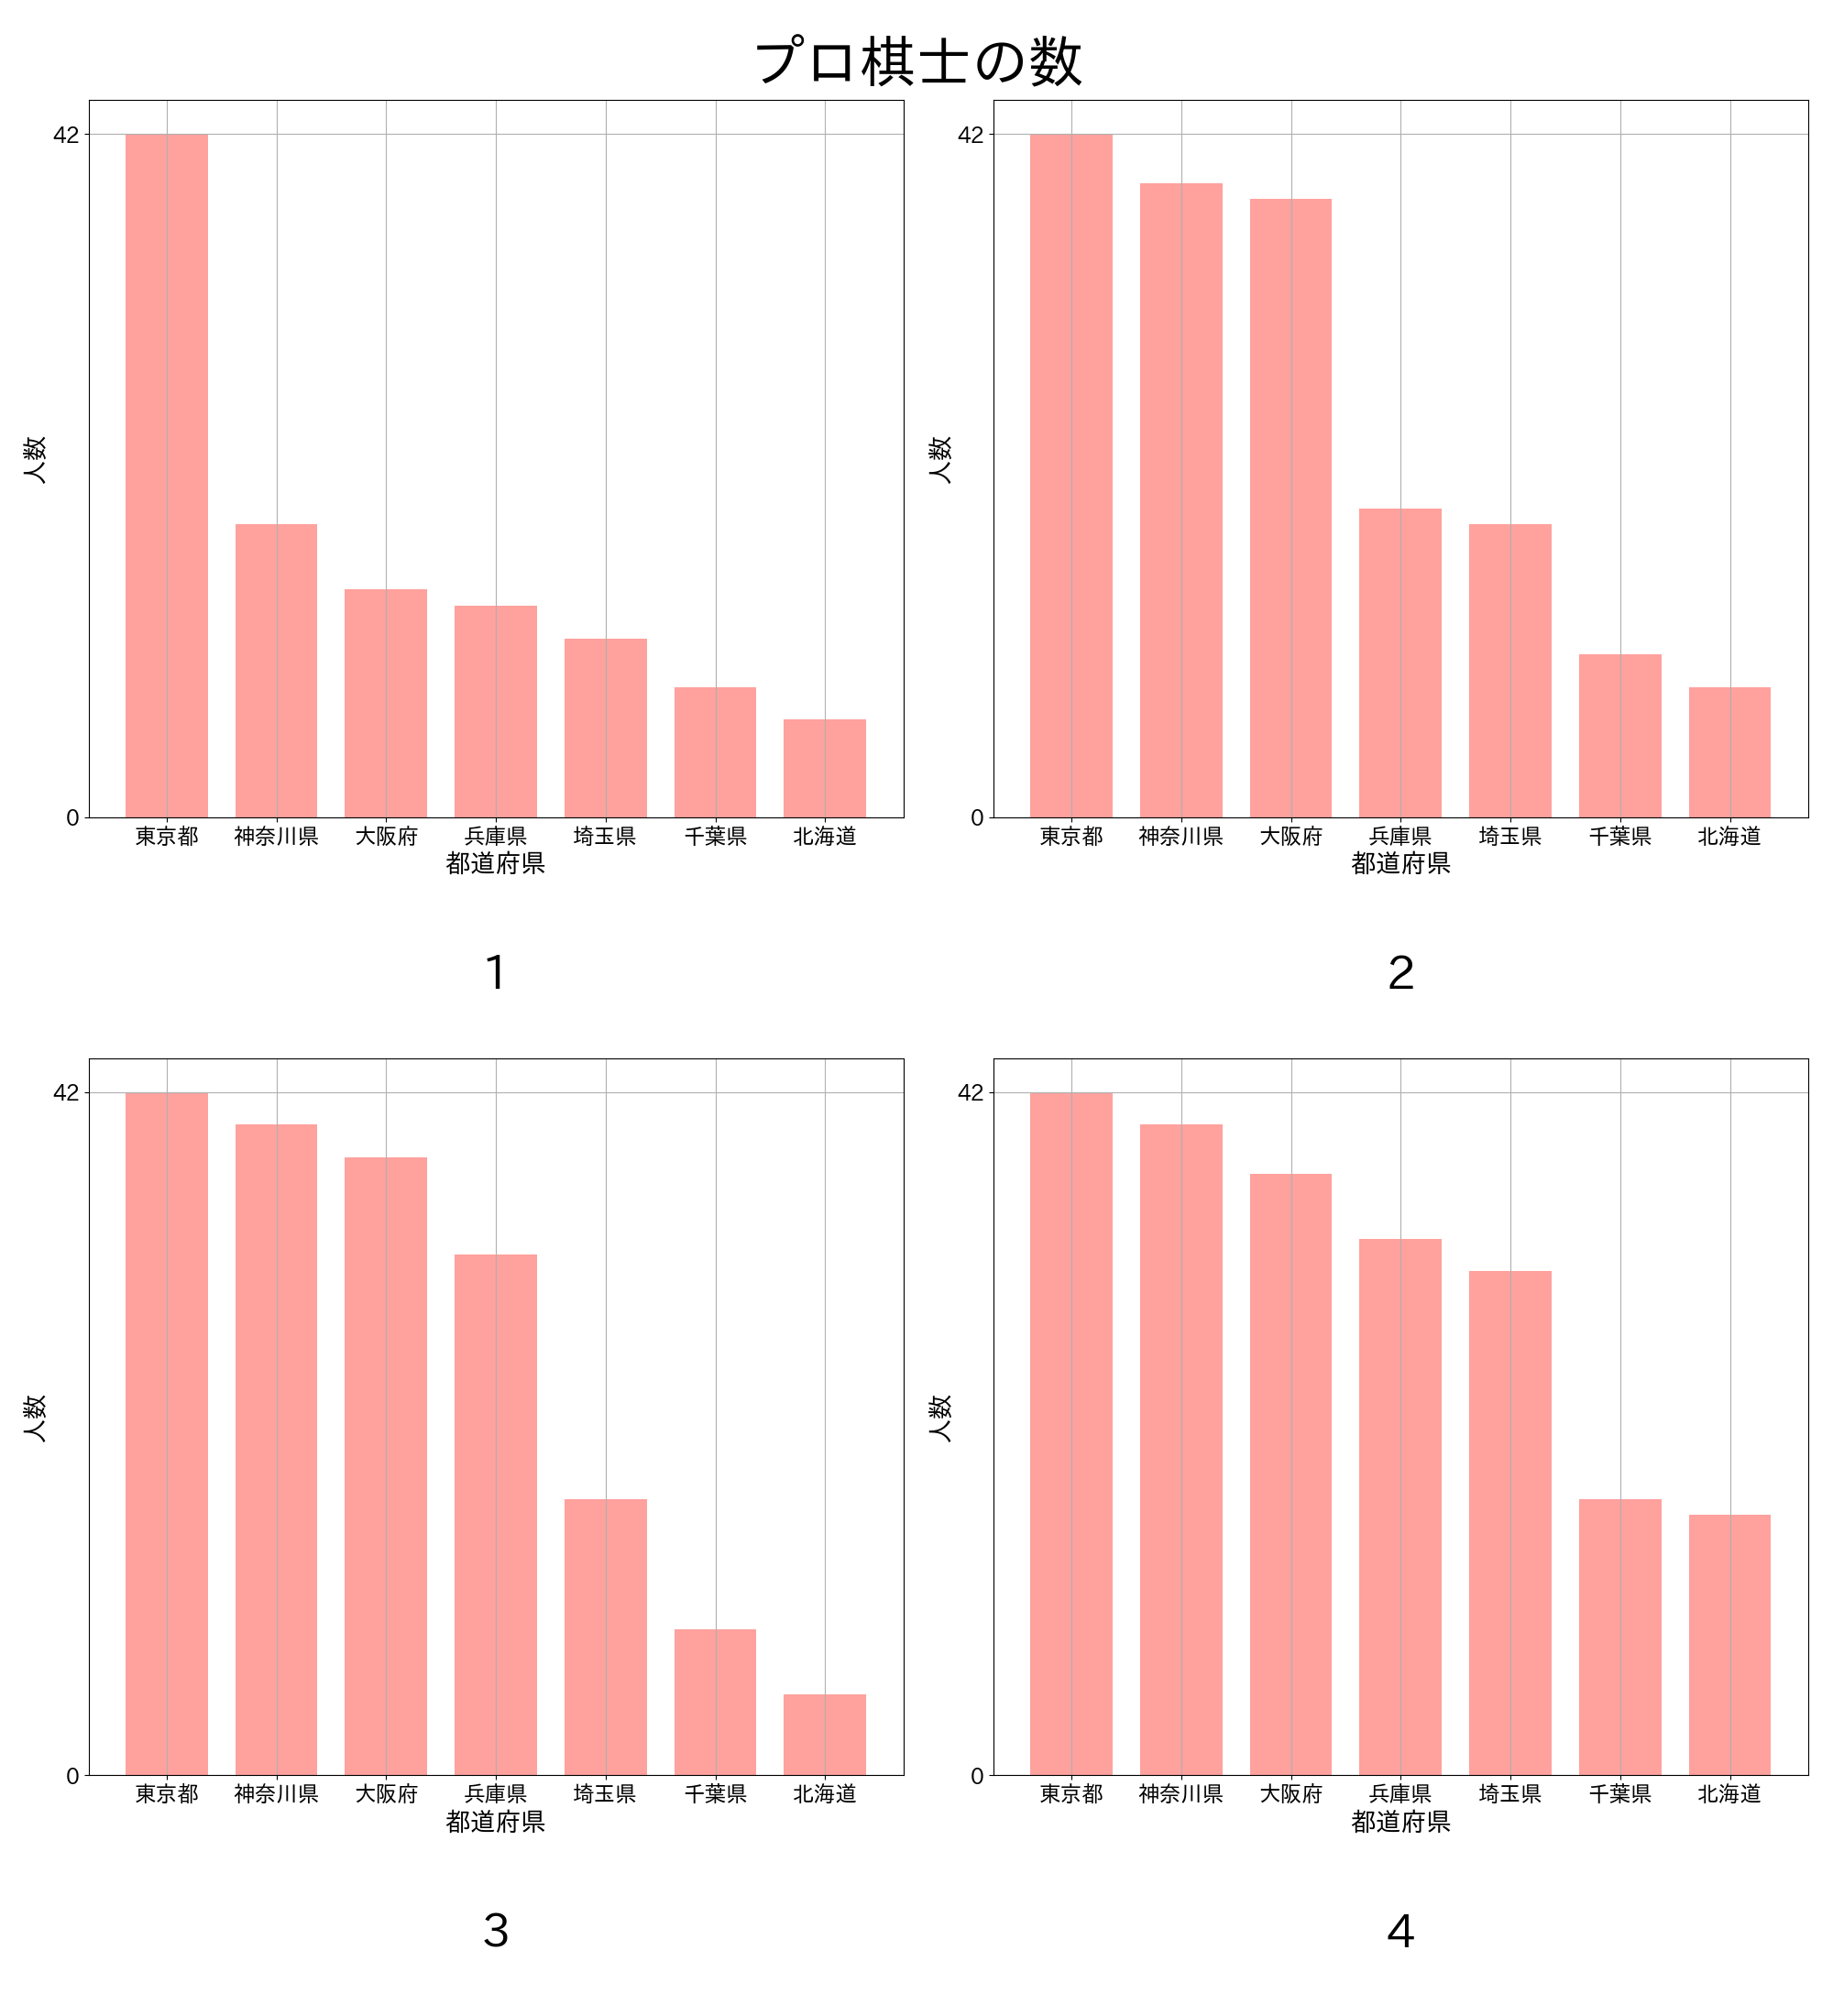 プロ棋士の数
42
0
人数
東京都 神奈川県 大阪府 兵庫県 埼玉県 千葉県 北海道
都道府県
1
42
0
人数
東京都 神奈川県 大阪府 兵庫県 埼玉県 千葉県 北海道
都道府県
2
42
0
人数
東京都 神奈川県 大阪府 兵庫県 埼玉県 千葉県 北海道
都道府県
3
42
0
人数
東京都 神奈川県 大阪府 兵庫県 埼玉県 千葉県 北海道
都道府県
4